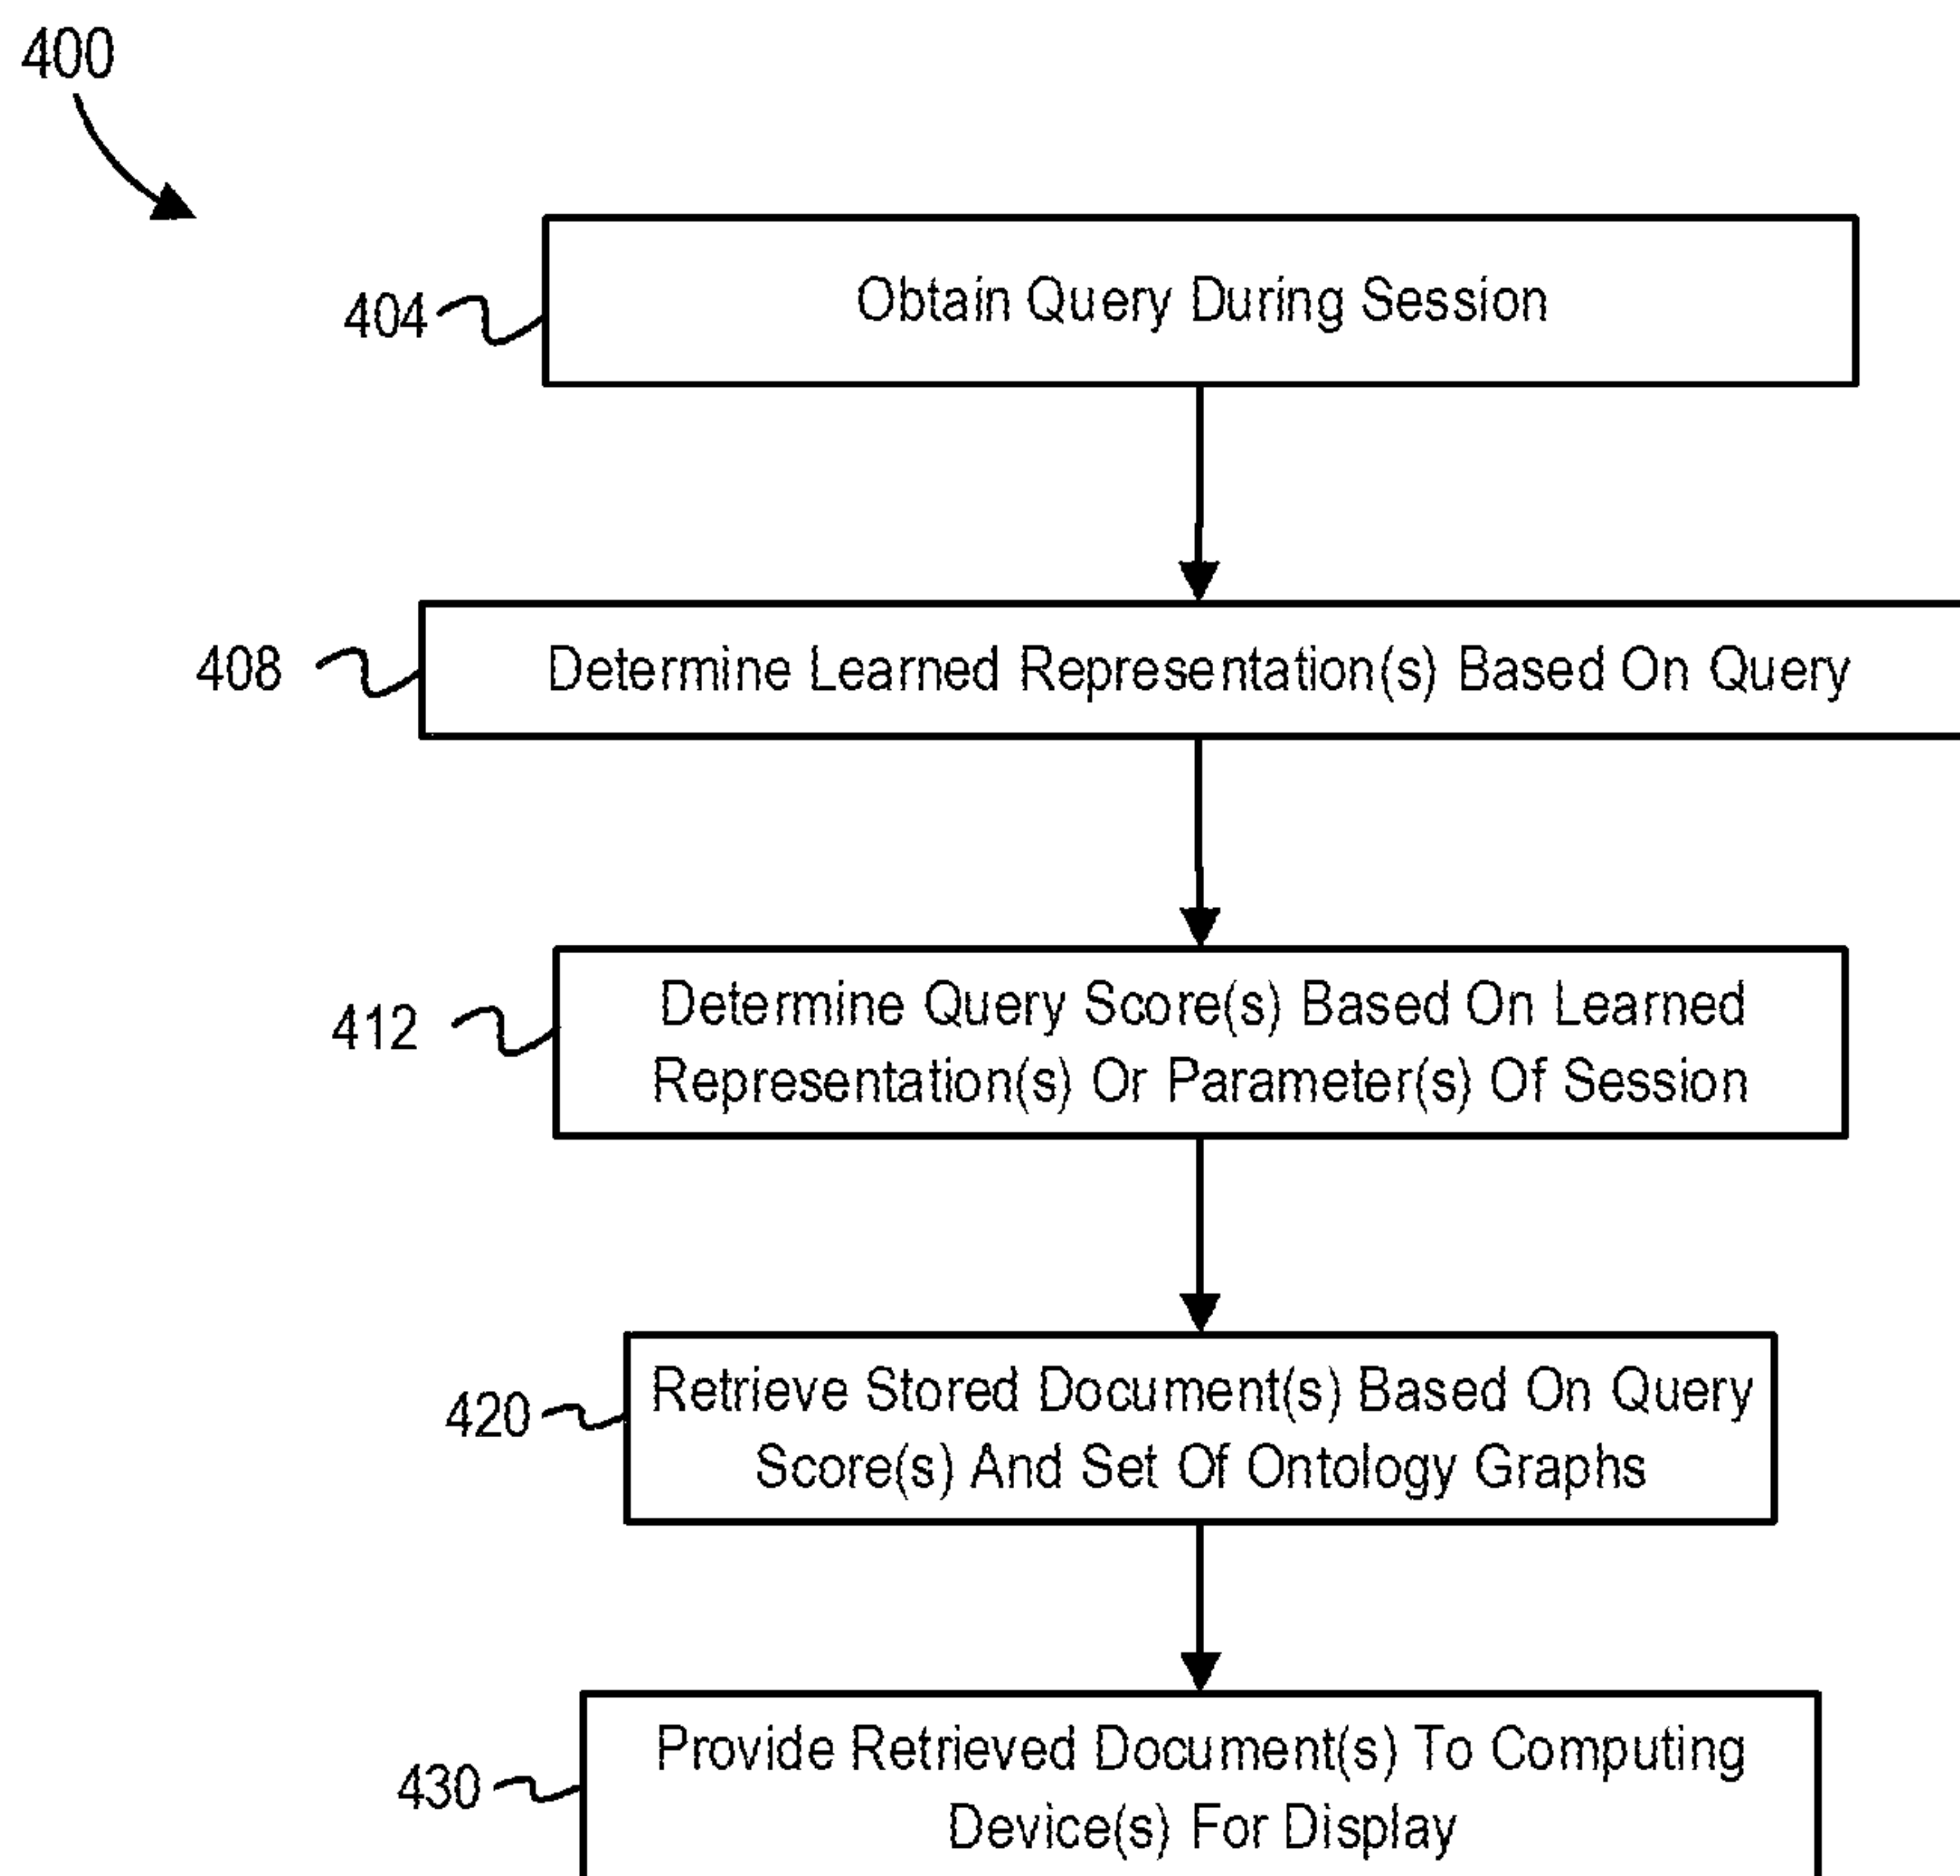 400
404
Obtain Query During Session
408
Determine Learned Representation(s) Based On Query
412
Determine Query Score(s) Based On Learned
Representation(s) Or Parameter(s) Of Session
420
Retrieve Stored Document(s) Based On Query
Score(s) And Set Of Ontology Graphs
430
Provide Retrieved Document(s) To Computing
Device(s) For Display